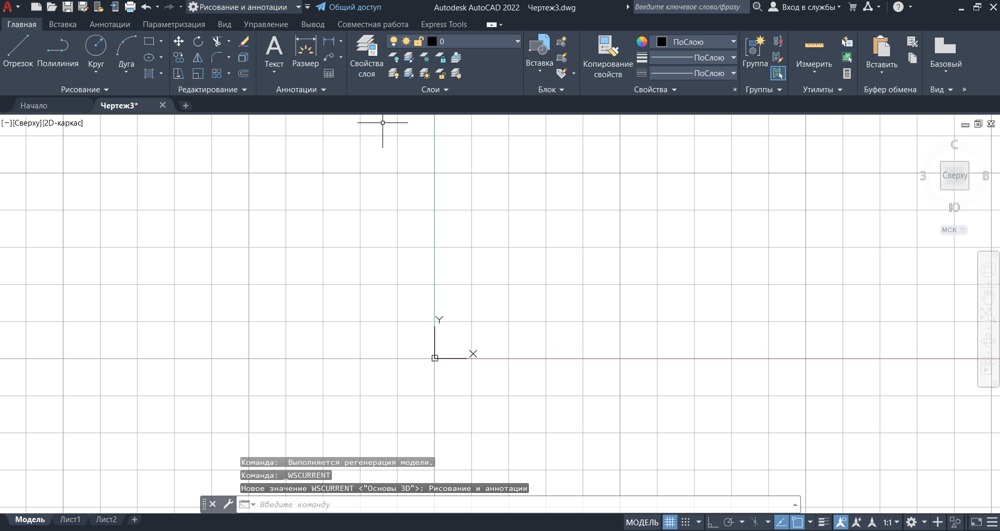 Рисование и аннотации
Общий доступ
Autodesk AutoCAD 2022 Чертеж3.dwg
Введите ключевое слово/фразу
Вход в службы
Главная Вставка Аннотации Параметризация Вид Управление Вывод Совместная работа Express Tools
Отрезок Полилиния Круг Дуга
Рисование
Редактирование
Текст Размер
Аннотации
Свойства слоя
0
Слои
Вставка
Блок
Копирование свойств
ПоСлою
ПоСлою
ПоСлою
Свойства
Группа
Группы
Измерить
Утилиты
Вставить
Буфер обмена
Базовый
Вид
Начало Чертеж3*
[−][Сверху][2D-каркас]
С
З Сверху В
Ю
МСК
Y
X
Команда: Выполняется регенерация модели.
Команда: _WSCURRENT
Новое значение WSCURRENT <"Основы 3D">: Рисование и аннотации
Введите команду
Модель Лист1 Лист2
МОДЕЛЬ 1:1